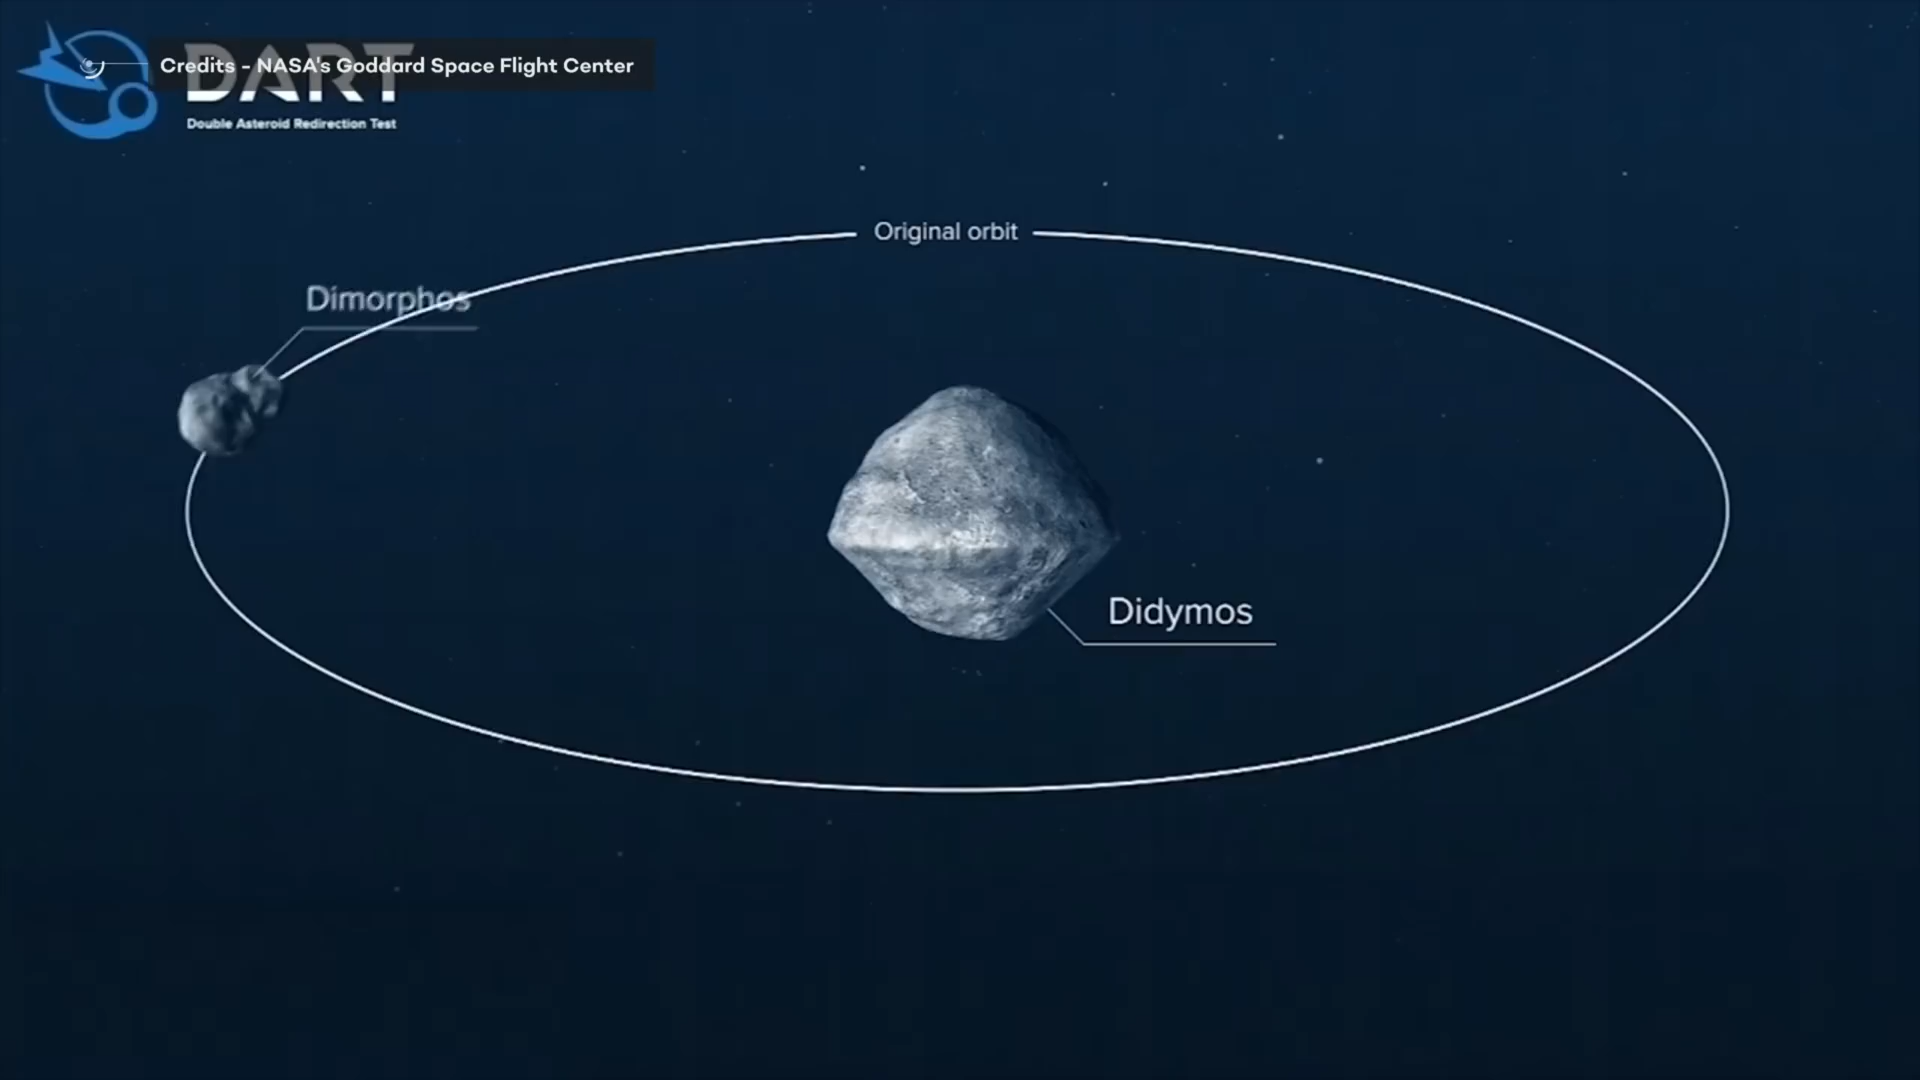 DART
Credits - NASA's Goddard Space Flight Center
Double Asteroid Redirection Test
Original orbit
Dimorphos
Didymos